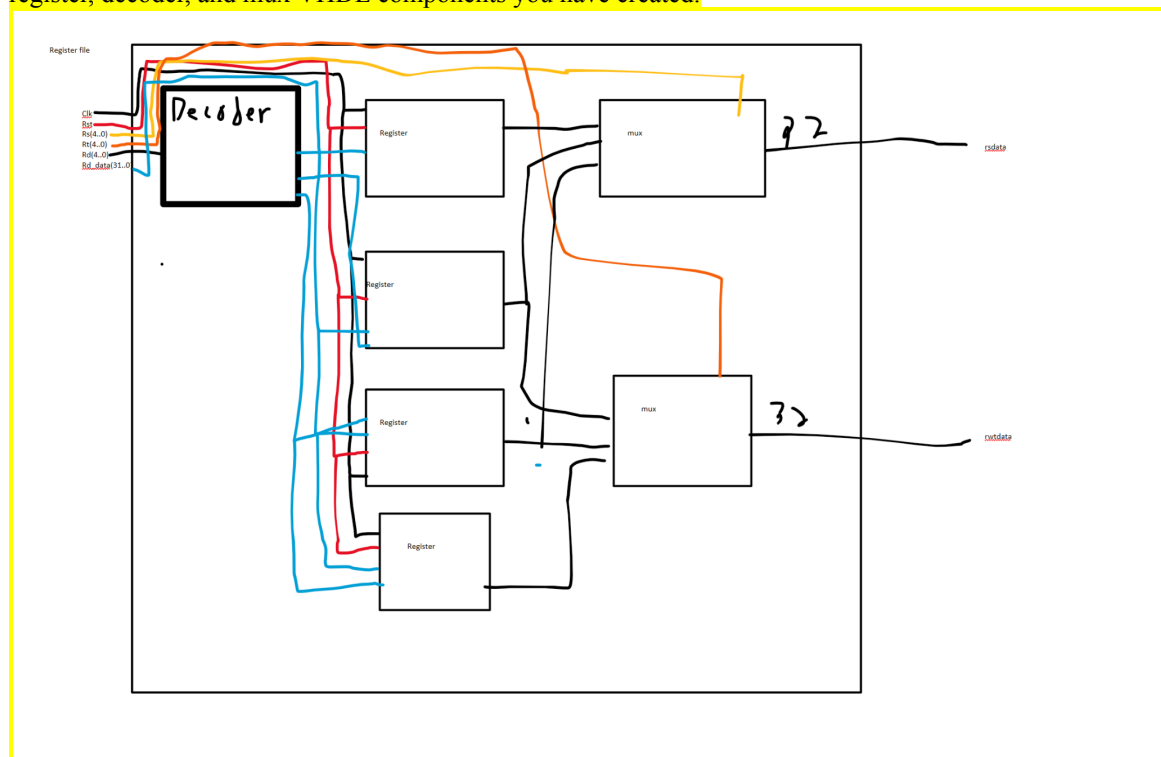 register, decoder, and mux VHDL components you have created.
Register file
Clk
Rst
Rs(4..0)
Rt(4..0)
Rd(4..0)
Rd_data(31..0)
Decoder
Register
mux
32
rsdata
Register
Register
mux
32
rwtdata
Register